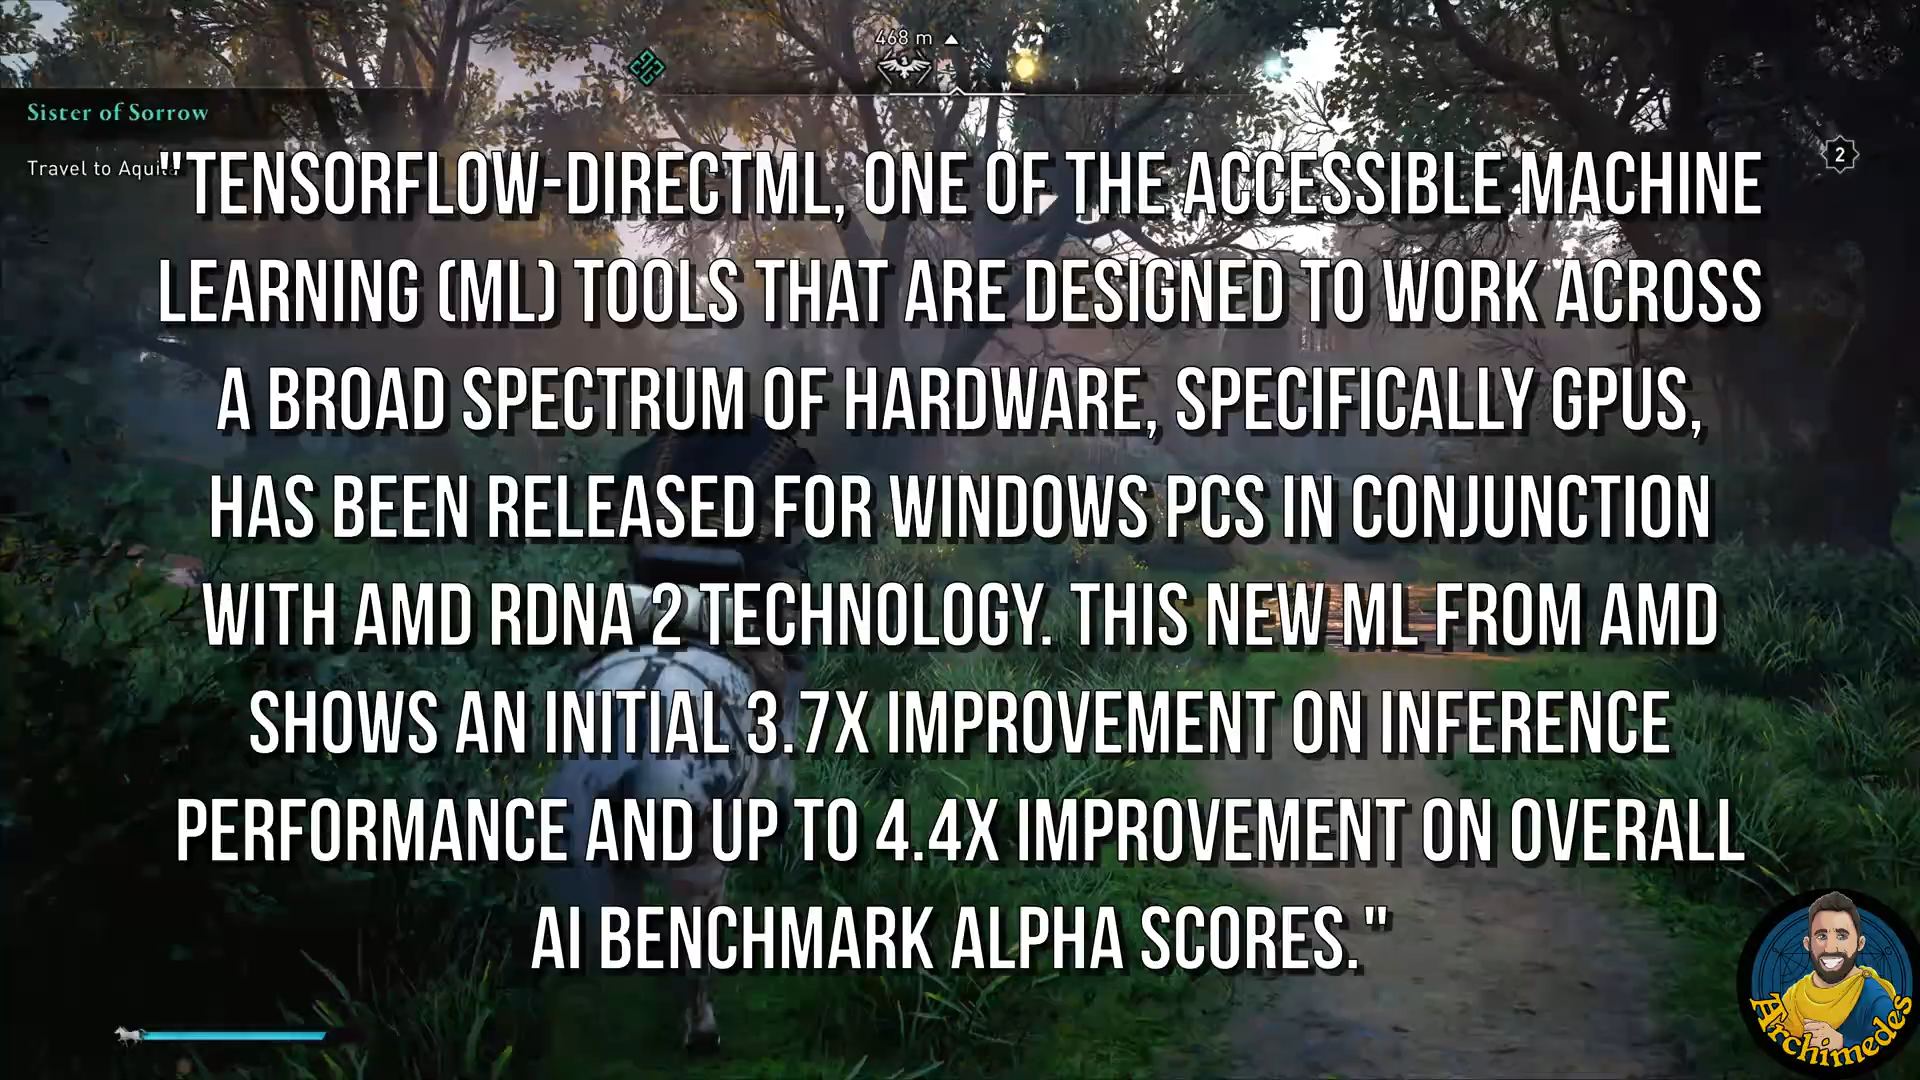 468 m
N
Sister of Sorrow
Travel to Aqui
2
"TENSORFLOW-DIRECTML, ONE OF THE ACCESSIBLE MACHINE
LEARNING (ML) TOOLS THAT ARE DESIGNED TO WORK ACROSS
A BROAD SPECTRUM OF HARDWARE, SPECIFICALLY GPUS,
HAS BEEN RELEASED FOR WINDOWS PCS IN CONJUNCTION
WITH AMD RDNA 2 TECHNOLOGY. THIS NEW ML FROM AMD
SHOWS AN INITIAL 3.7X IMPROVEMENT ON INFERENCE
PERFORMANCE AND UP TO 4.4X IMPROVEMENT ON OVERALL
AI BENCHMARK ALPHA SCORES."
Archimedes